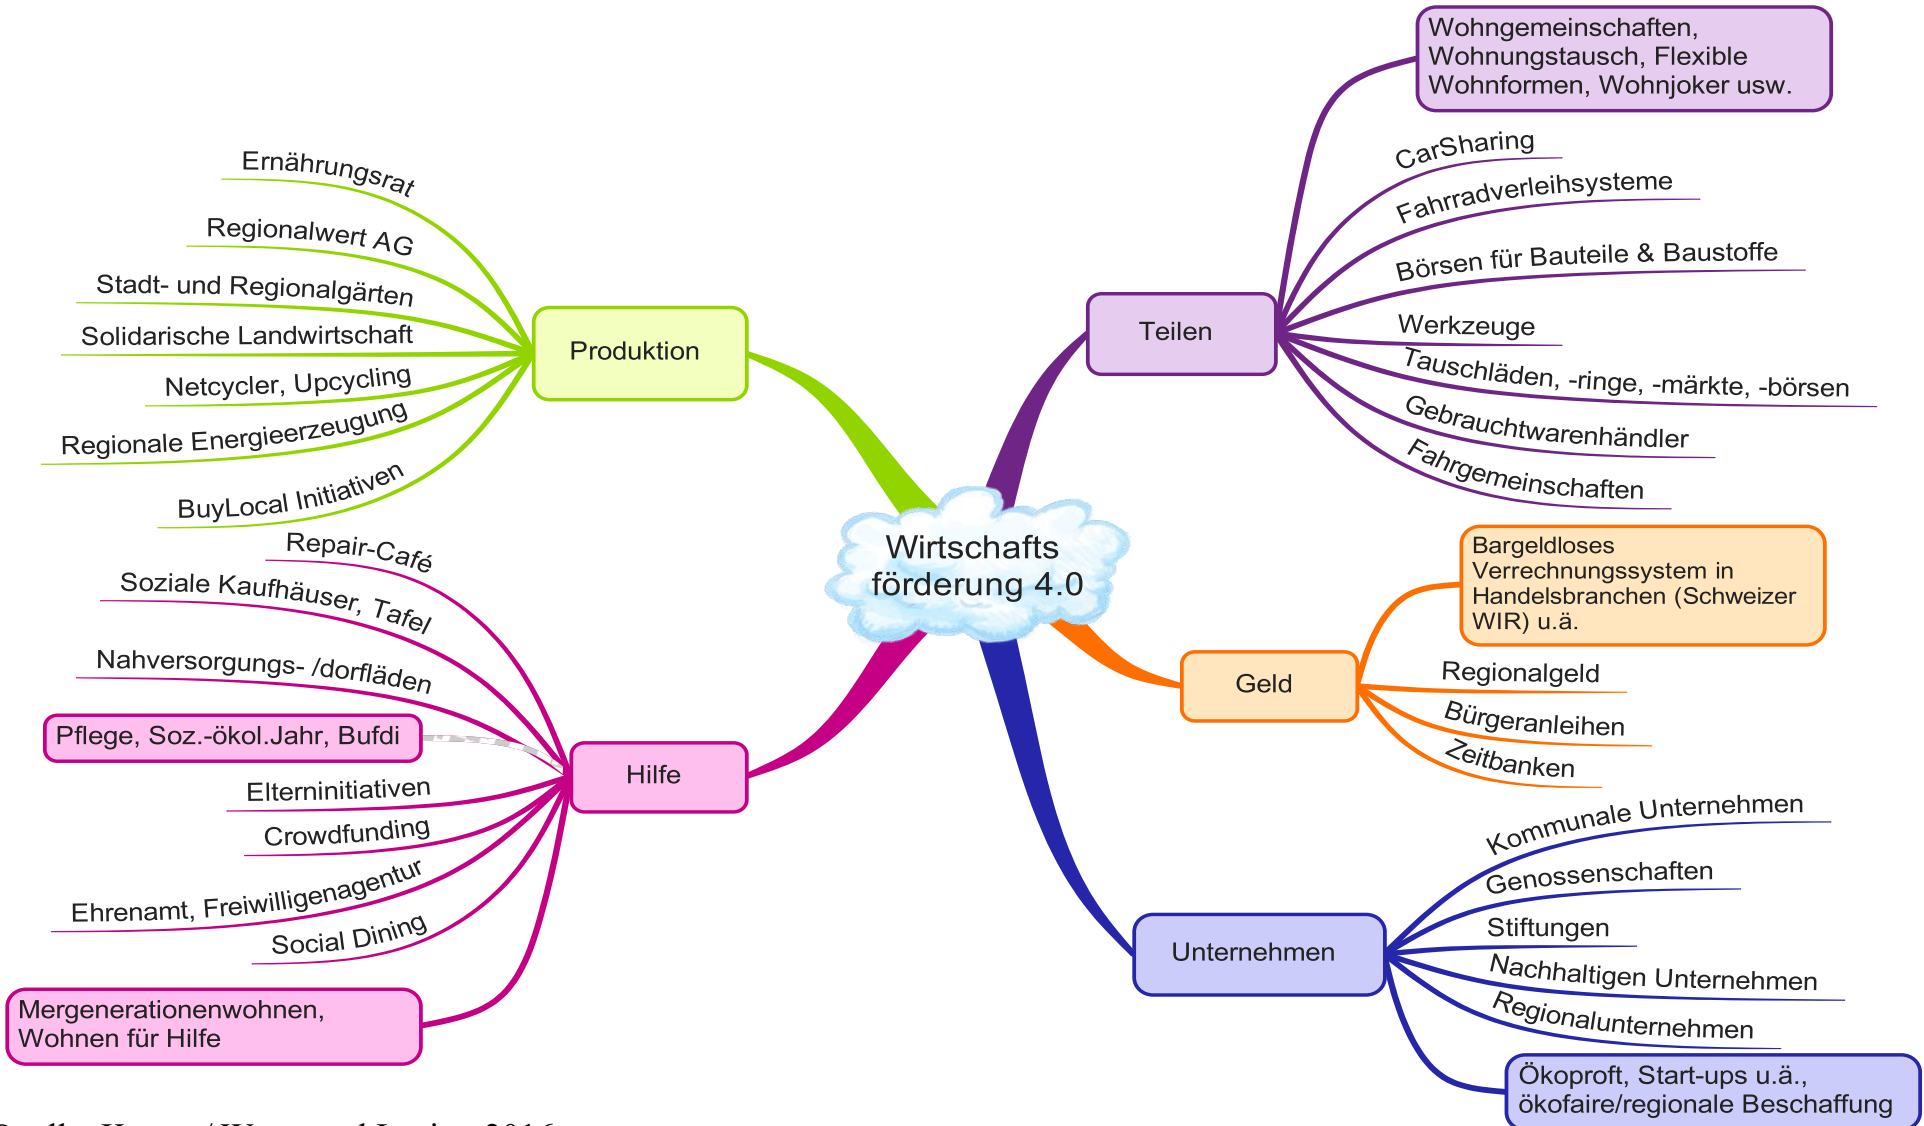 Wirtschafts
förderung 4.0
Produktion
Ernährungsrat
Regionalwert AG
Stadt- und Regionalgärten
Solidarische Landwirtschaft
Netcycler, Upcycling
Regionale Energieerzeugung
BuyLocal Initiativen
Hilfe
Repair-Café
Soziale Kaufhäuser, Tafel
Nahversorgungs- /dorfläden
Pflege, Soz.-ökol.Jahr, Bufdi
Elterninitiativen
Crowdfunding
Ehrenamt, Freiwilligenagentur
Social Dining
Mergenerationenwohnen,
Wohnen für Hilfe
Teilen
Wohngemeinschaften,
Wohnungstausch, Flexible
Wohnformen, Wohnjoker usw.
CarSharing
Fahrradverleihsysteme
Börsen für Bauteile & Baustoffe
Werkzeuge
Tauschläden, -ringe, -märkte, -börsen
Gebrauchtwarenhändler
Fahrgemeinschaften
Geld
Bargeldloses
Verrechnungssystem in
Handelsbranchen (Schweizer
WIR) u.ä.
Regionalgeld
Bürgeranleihen
Zeitbanken
Unternehmen
Kommunale Unternehmen
Genossenschaften
Stiftungen
Nachhaltigen Unternehmen
Regionalunternehmen
Ökoproft, Start-ups u.ä.,
ökofaire/regionale Beschaffung